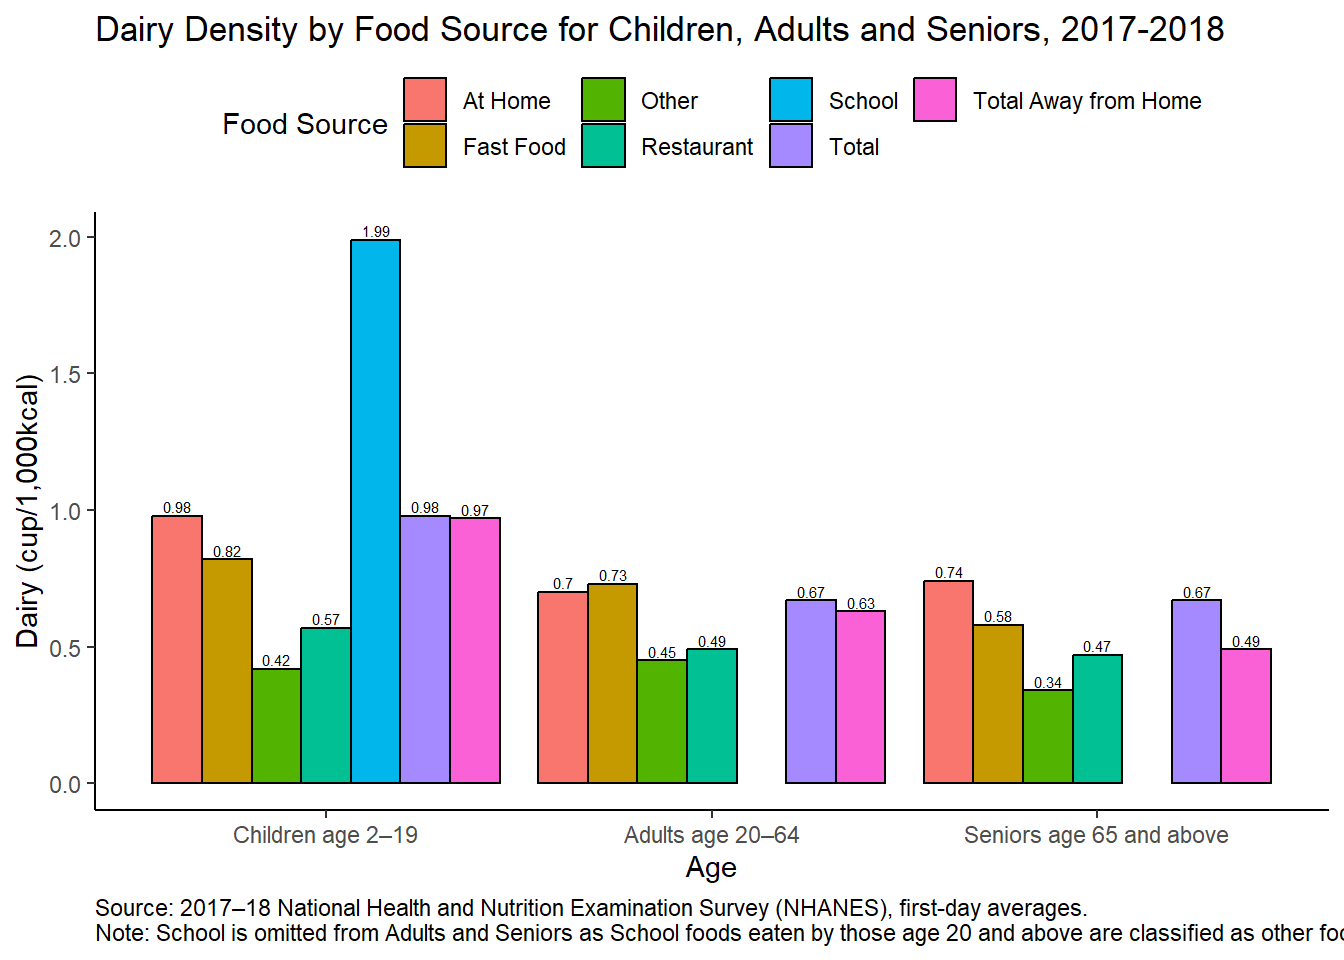 Dairy Density by Food Source for Children, Adults and Seniors, 2017-2018
Food Source
At Home
Other
School
Total Away from Home
Fast Food
Restaurant
Total
Dairy (cup/1,000kcal)
2.0
1.5
1.0
0.5
0.0
0.98
0.82
0.42
0.57
1.99
0.98
0.97
0.7
0.73
0.45
0.49
0.67
0.63
0.74
0.58
0.34
0.47
0.67
0.49
Children age 2–19
Adults age 20–64
Seniors age 65 and above
Age
Source: 2017–18 National Health and Nutrition Examination Survey (NHANES), first-day averages.
Note: School is omitted from Adults and Seniors as School foods eaten by those age 20 and above are classified as other